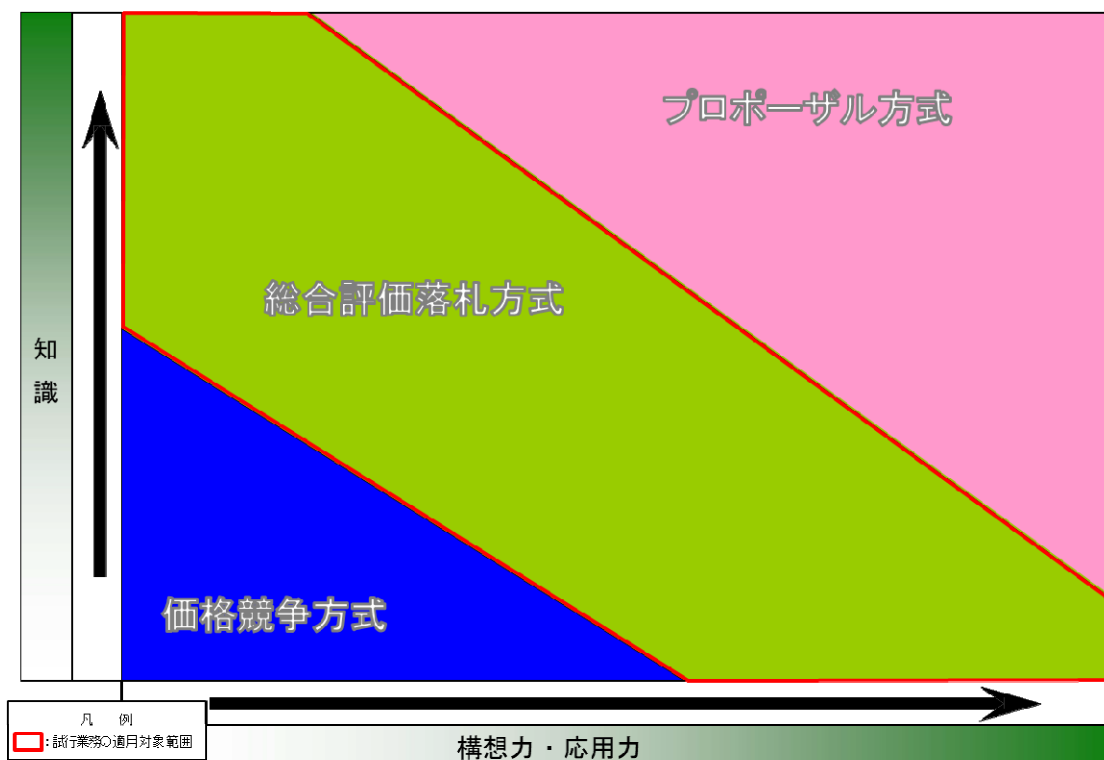 プロポーザル方式
総合評価落札方式
知
識
価格競争方式
凡 例
:試行業務の適用対象範囲
構想力・応用力